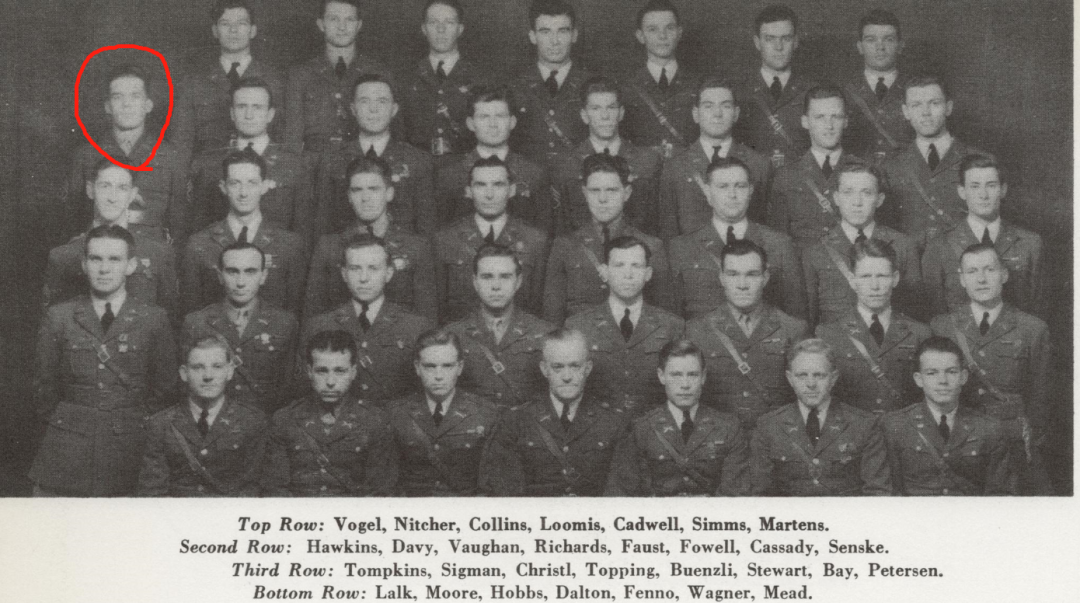 Top Row: Vogel, Nitcher, Collins, Loomis, Cadwell, Simms, Martens.
Second Row: Hawkins, Davy, Vaughan, Richards, Faust, Fowell, Cassady, Senske.
Third Row: Tompkins, Sigman, Christl, Topping, Buenzli, Stewart, Bay, Petersen.
Bottom Row: Lalk, Moore, Hobbs, Dalton, Fenno, Wagner, Mead.